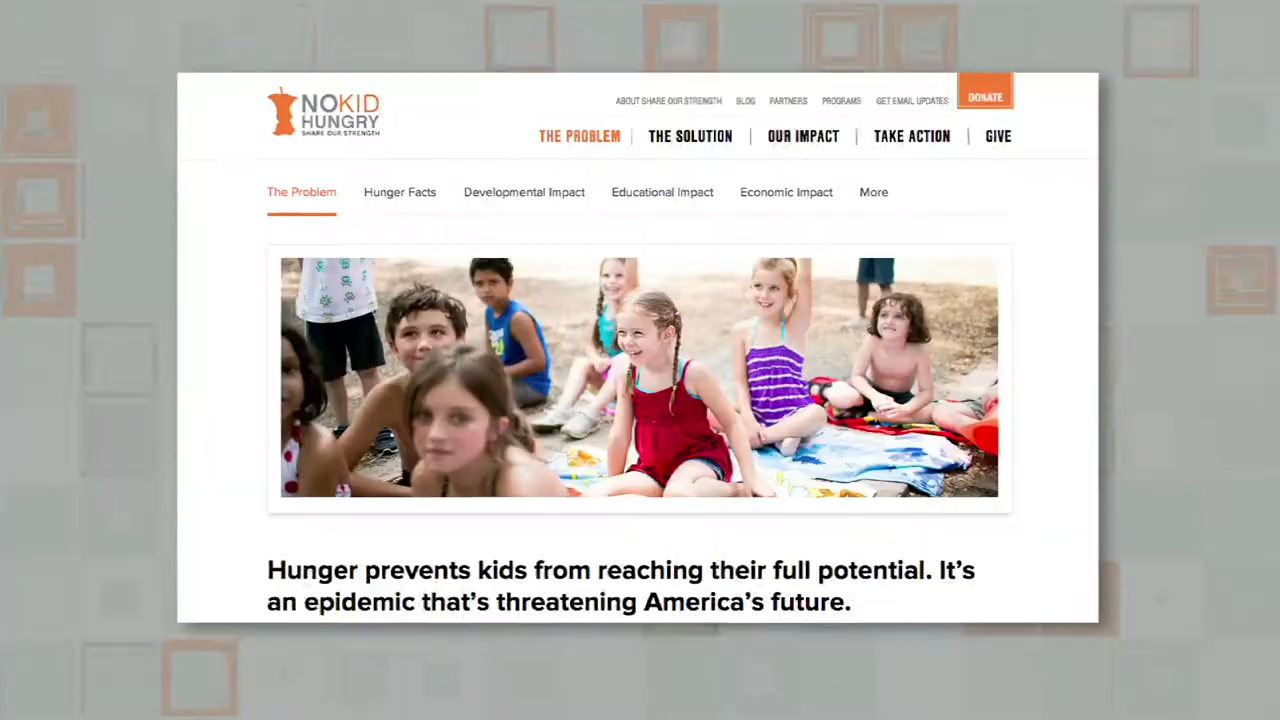 NOKID
HUNGRY
SHARE OUR STRENGTH
ABOUT SHARE OUR STRENGTH BLOG PARTNERS PROGRAMS GET EMAIL UPDATES DONATE
THE PROBLEM | THE SOLUTION | OUR IMPACT | TAKE ACTION | GIVE
The Problem Hunger Facts Developmental Impact Educational Impact Economic Impact More
Hunger prevents kids from reaching their full potential. It's
an epidemic that's threatening America's future.